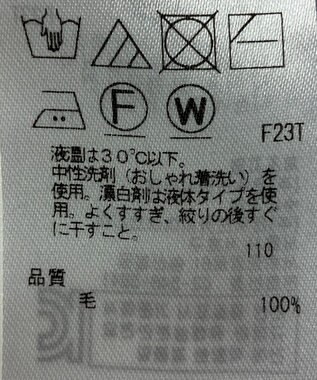 F
W
F23T
液温は30℃以下。
中性洗剤（おしゃれ着洗い）を
使用。漂白剤は液体タイプを使
用。よくすすぎ、絞りの後すぐ
に干すこと。
110
品質
毛 100%